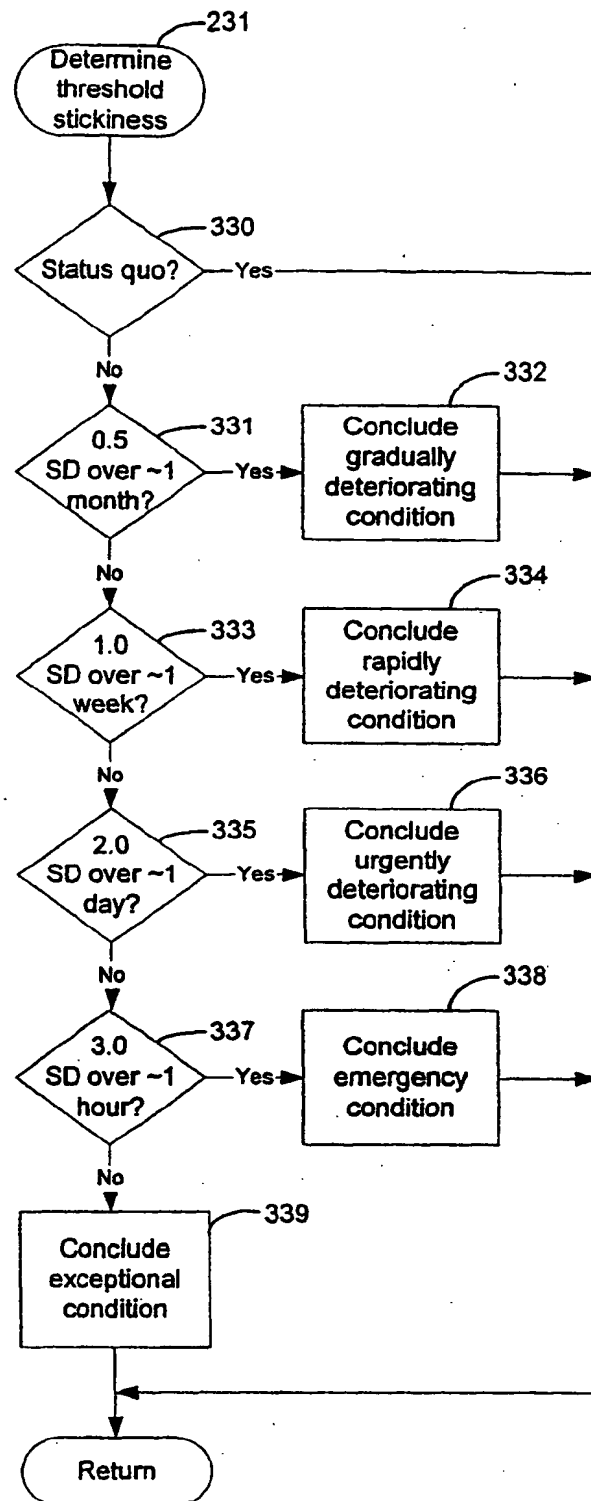 231
Determine
threshold
stickiness
330
Status quo?
Yes
No
331
0.5
SD over ~1
month?
Yes
332
Conclude
gradually
deteriorating
condition
No
333
1.0
SD over ~1
week?
Yes
334
Conclude
rapidly
deteriorating
condition
No
335
2.0
SD over ~1
day?
Yes
336
Conclude
urgently
deteriorating
condition
No
337
3.0
SD over ~1
hour?
Yes
338
Conclude
emergency
condition
No
339
Conclude
exceptional
condition
Return